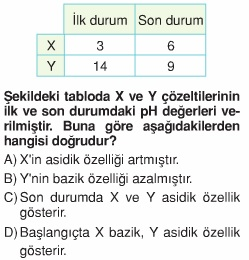 İlk durum Son durum
X 3 6
Y 14 9
Şekildeki tabloda X ve Y çözeltilerinin
ilk ve son durumdaki pH değerleri ve-
rilmiştir. Buna göre aşağıdakilerden
hangisi doğrudur?
A) X'in asidik özelliği artmıştır.
B) Y'nin bazik özelliği azalmıştır.
C) Son durumda X ve Y asidik özellik
gösterir.
D) Başlangıçta X bazik, Y asidik özellik
gösterir.